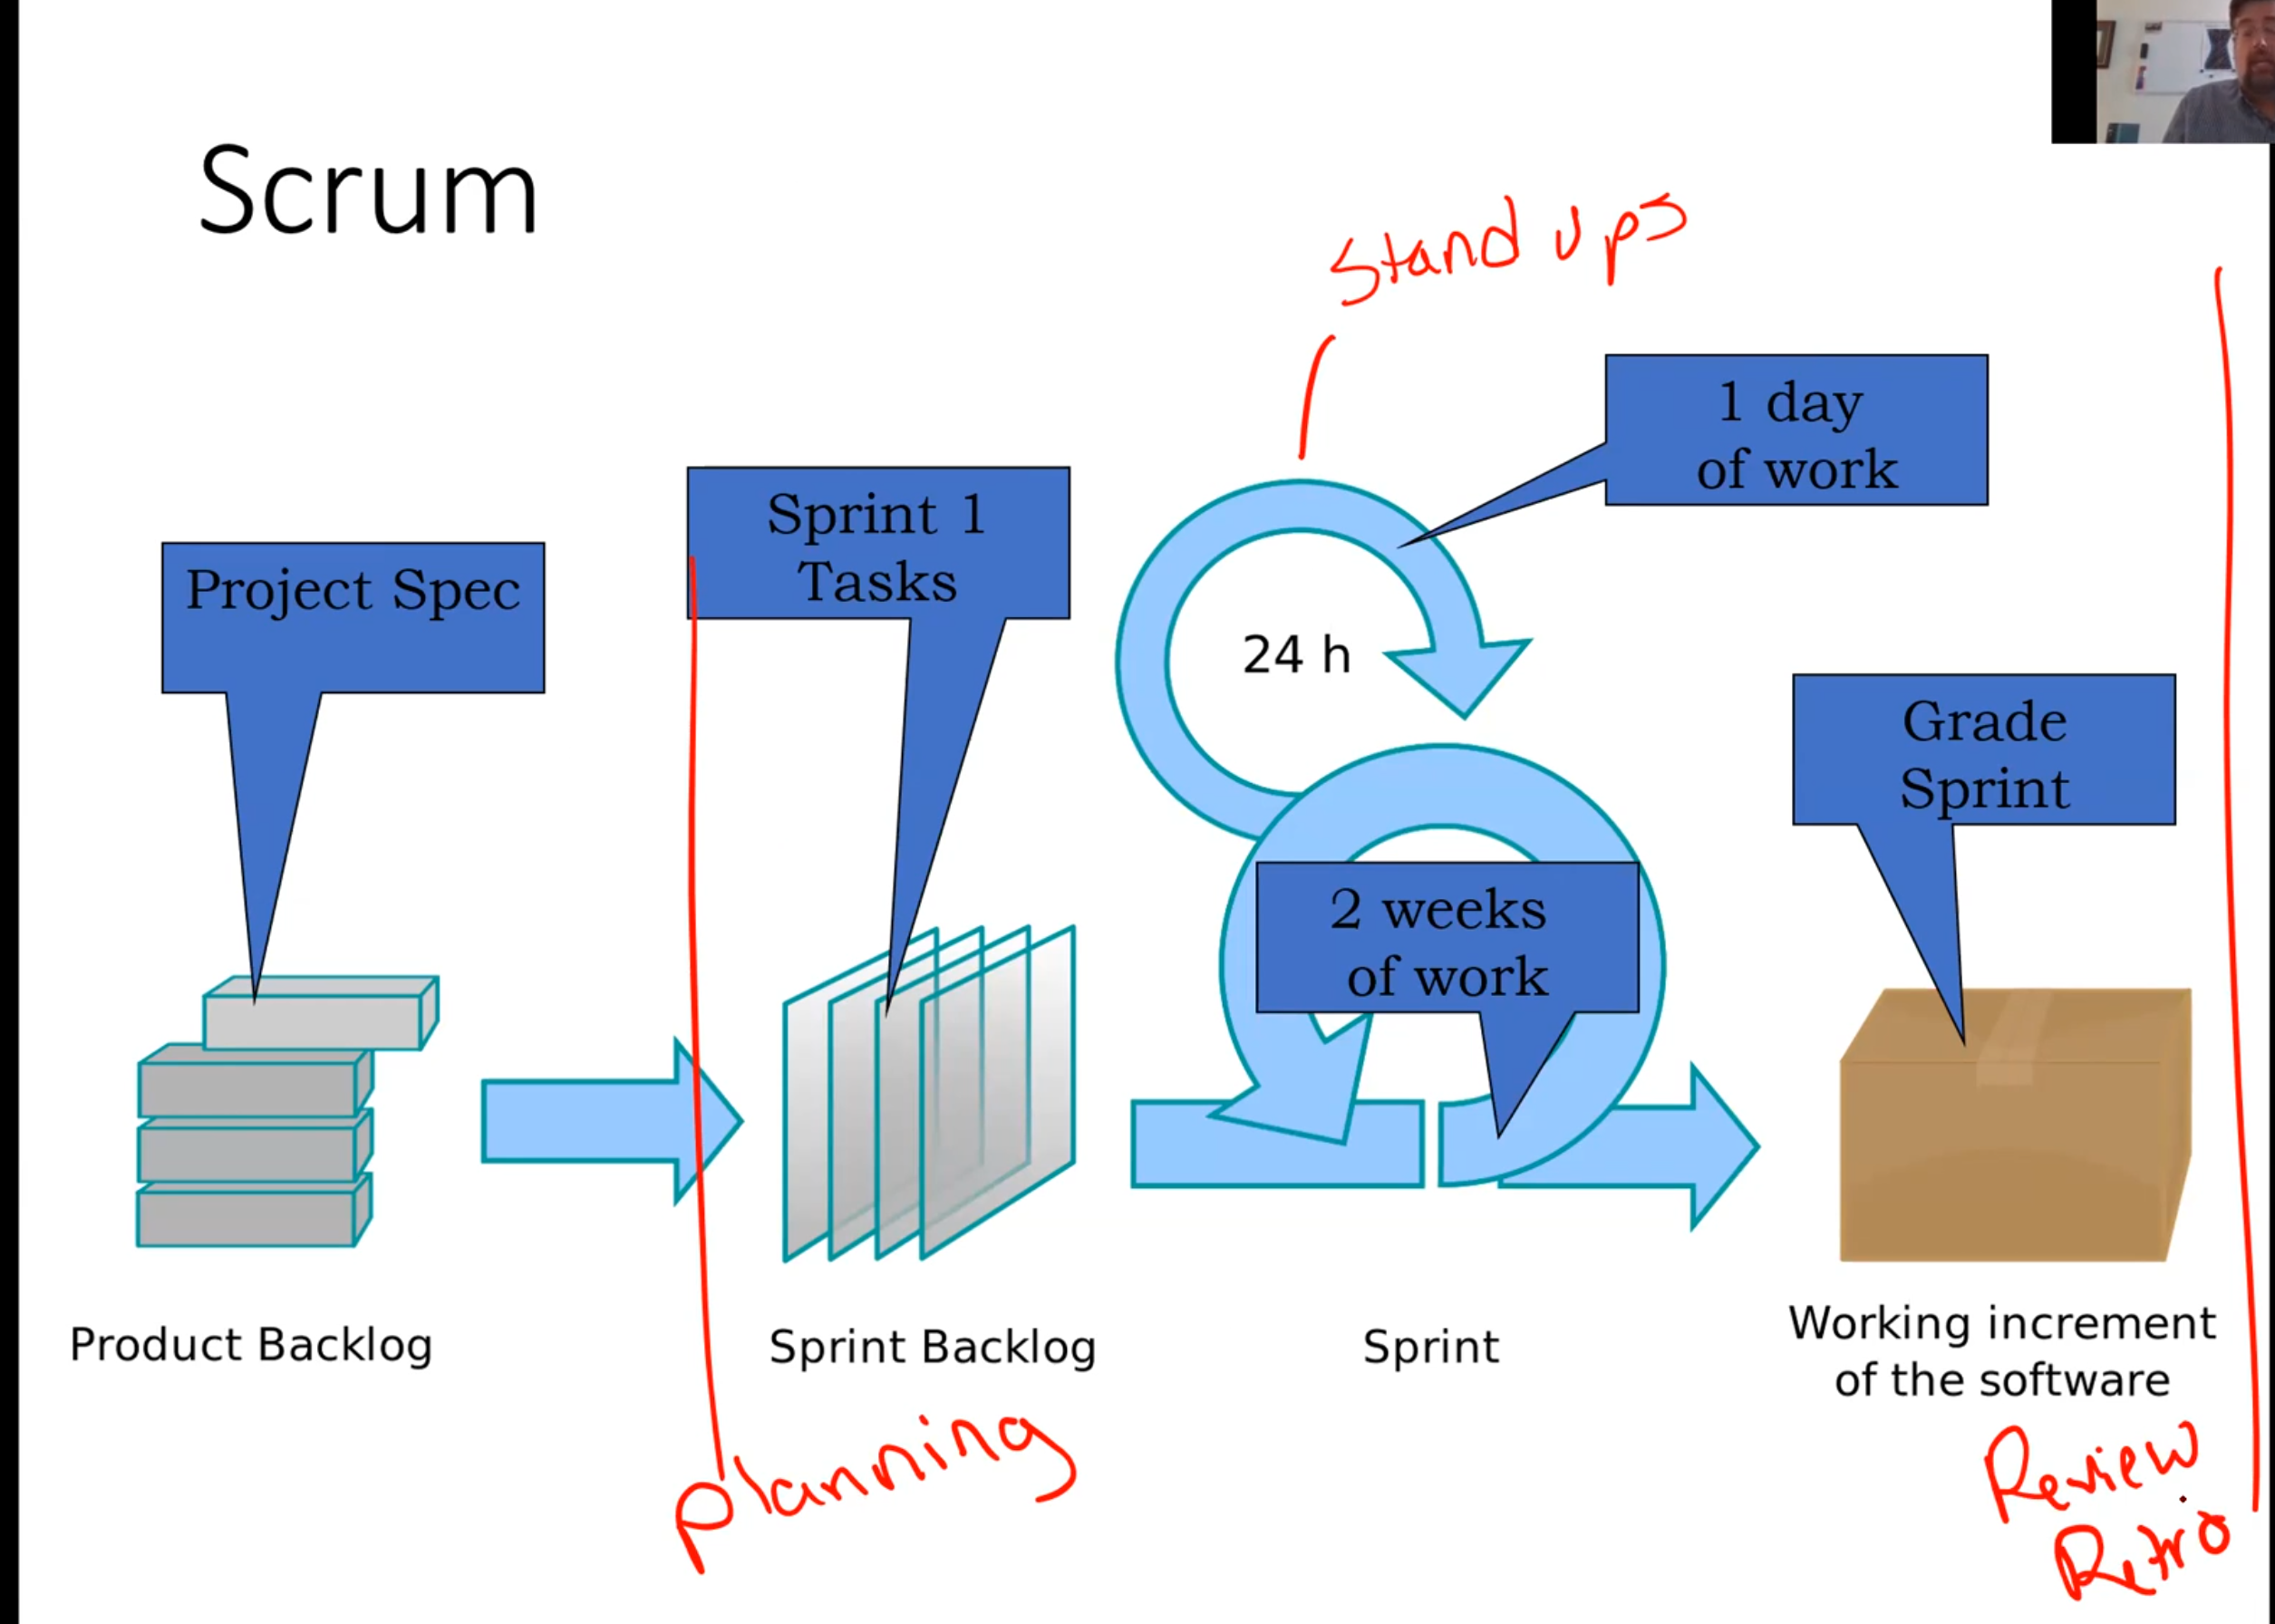 Scrum
Stand ups
1 day
of work
Sprint 1
Tasks
Project Spec
24 h
Grade
Sprint
2 weeks
of work
Product Backlog
Sprint Backlog
Sprint
Working increment
of the software
Planning
Review
Retro